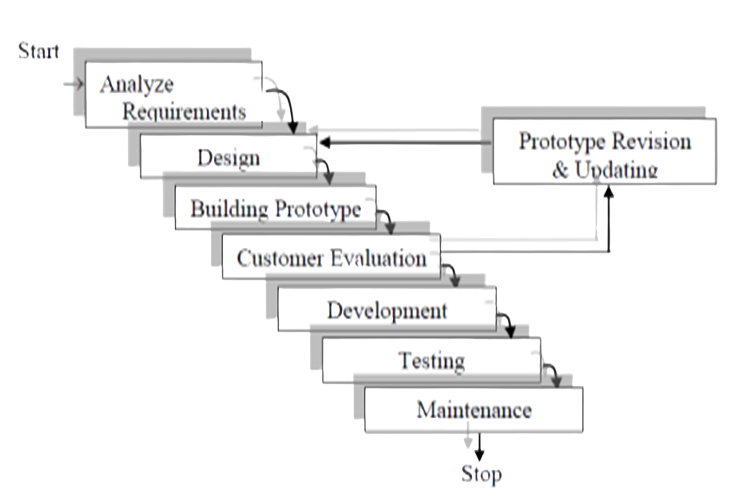 Start
Analyze
Requirements
Prototype Revision
& Updating
Design
Building Prototype
Customer Evaluation
Development
Testing
Maintenance
Stop